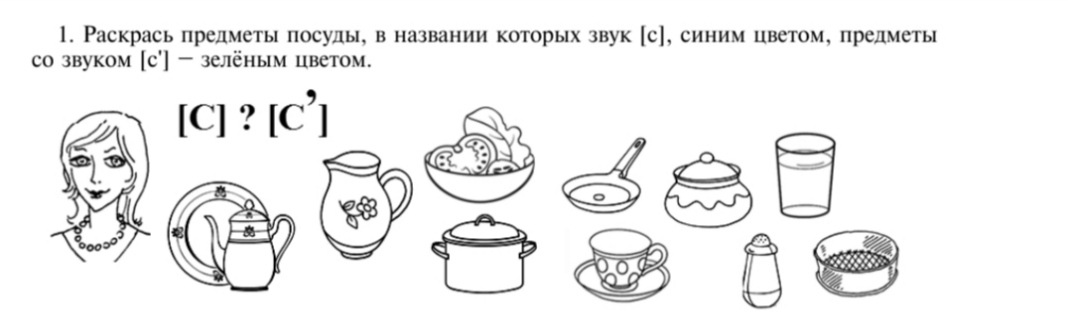 1. Раскрась предметы посуды, в названии которых звук [с], синим цветом, предметы
со звуком [с'] — зелёным цветом.
[С] ? [С’]